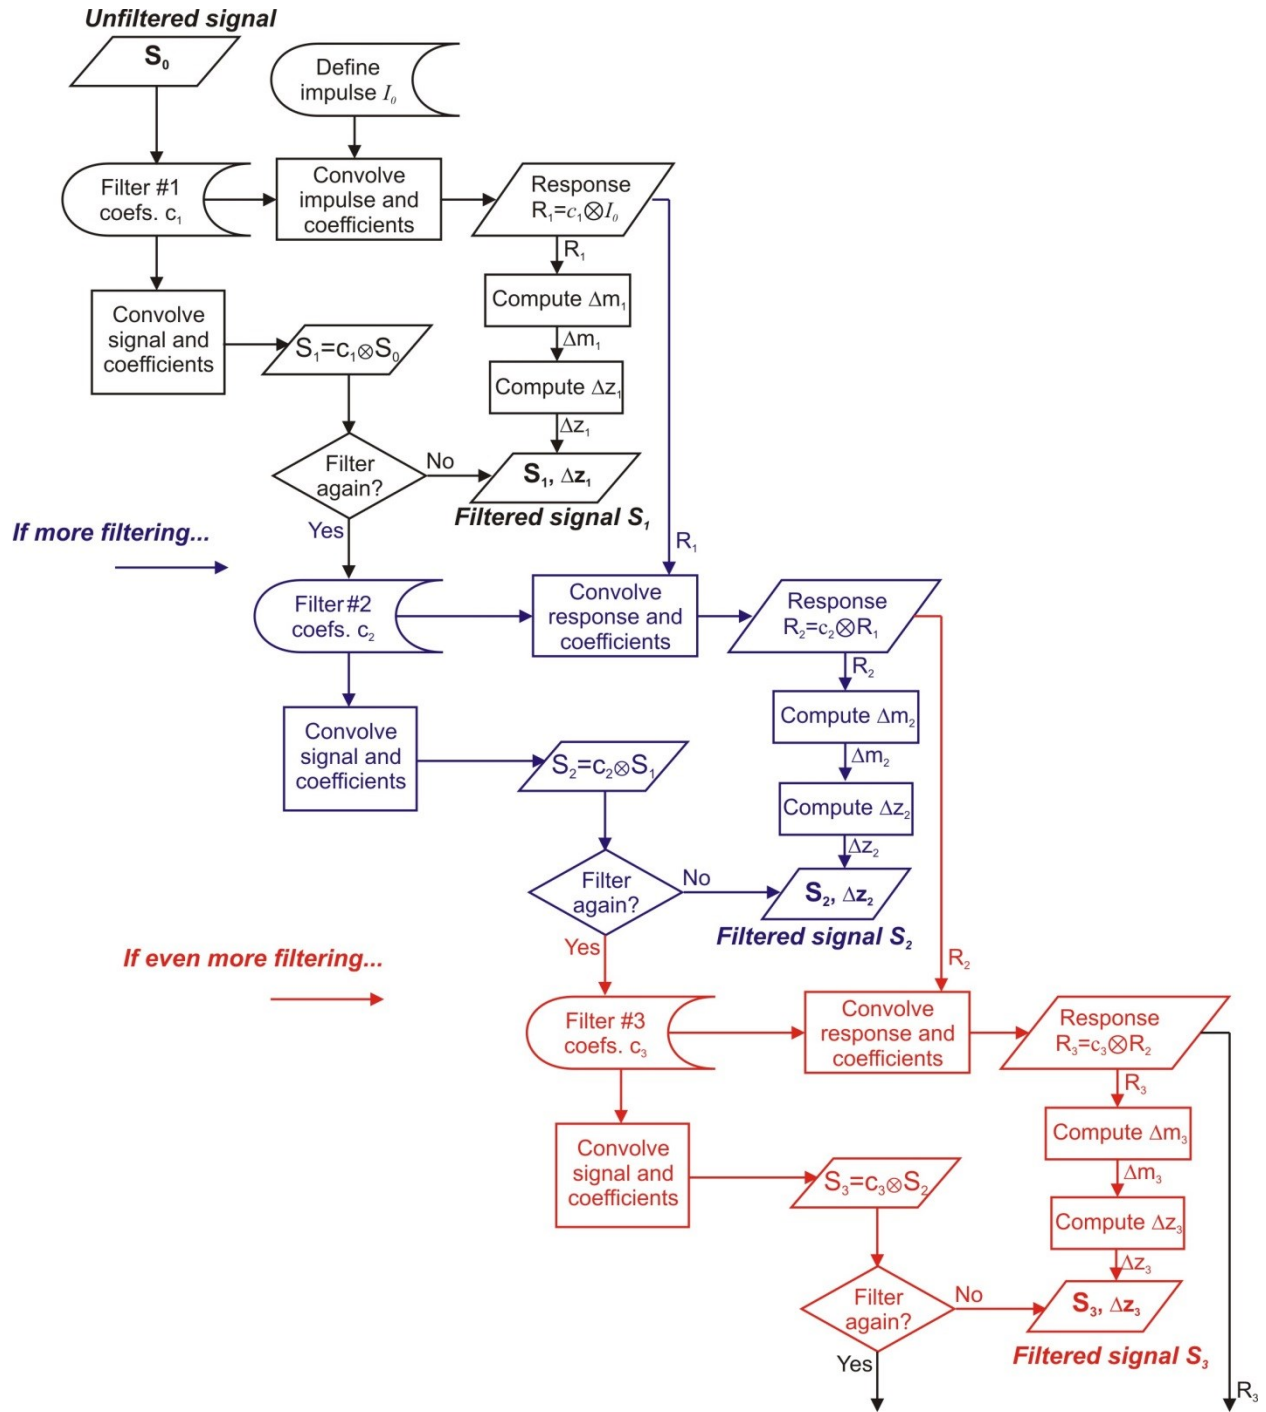 Unfiltered signal
S₀
Define
impulse I₀
Filter #1
coefs. c₁
Convolve
impulse and
coefficients
Response
R₁=c₁⊗I₀
R₁
Compute Δm₁
Δm₁
Compute Δz₁
Δz₁
Convolve
signal and
coefficients
S₁=c₁⊗S₀
Filter
again?
No
S₁, Δz₁
Filtered signal S₁
Yes
If more filtering...
R₁
Filter #2
coefs. c₂
Convolve
response and
coefficients
Response
R₂=c₂⊗R₁
R₂
Compute Δm₂
Δm₂
Compute Δz₂
Δz₂
Convolve
signal and
coefficients
S₂=c₂⊗S₁
Filter
again?
No
S₂, Δz₂
Filtered signal S₂
Yes
If even more filtering...
R₂
Filter #3
coefs. c₃
Convolve
response and
coefficients
Response
R₃=c₃⊗R₂
R₃
Compute Δm₃
Δm₃
Compute Δz₃
Δz₃
Convolve
signal and
coefficients
S₃=c₃⊗S₂
Filter
again?
No
S₃, Δz₃
Filtered signal S₃
Yes
R₃